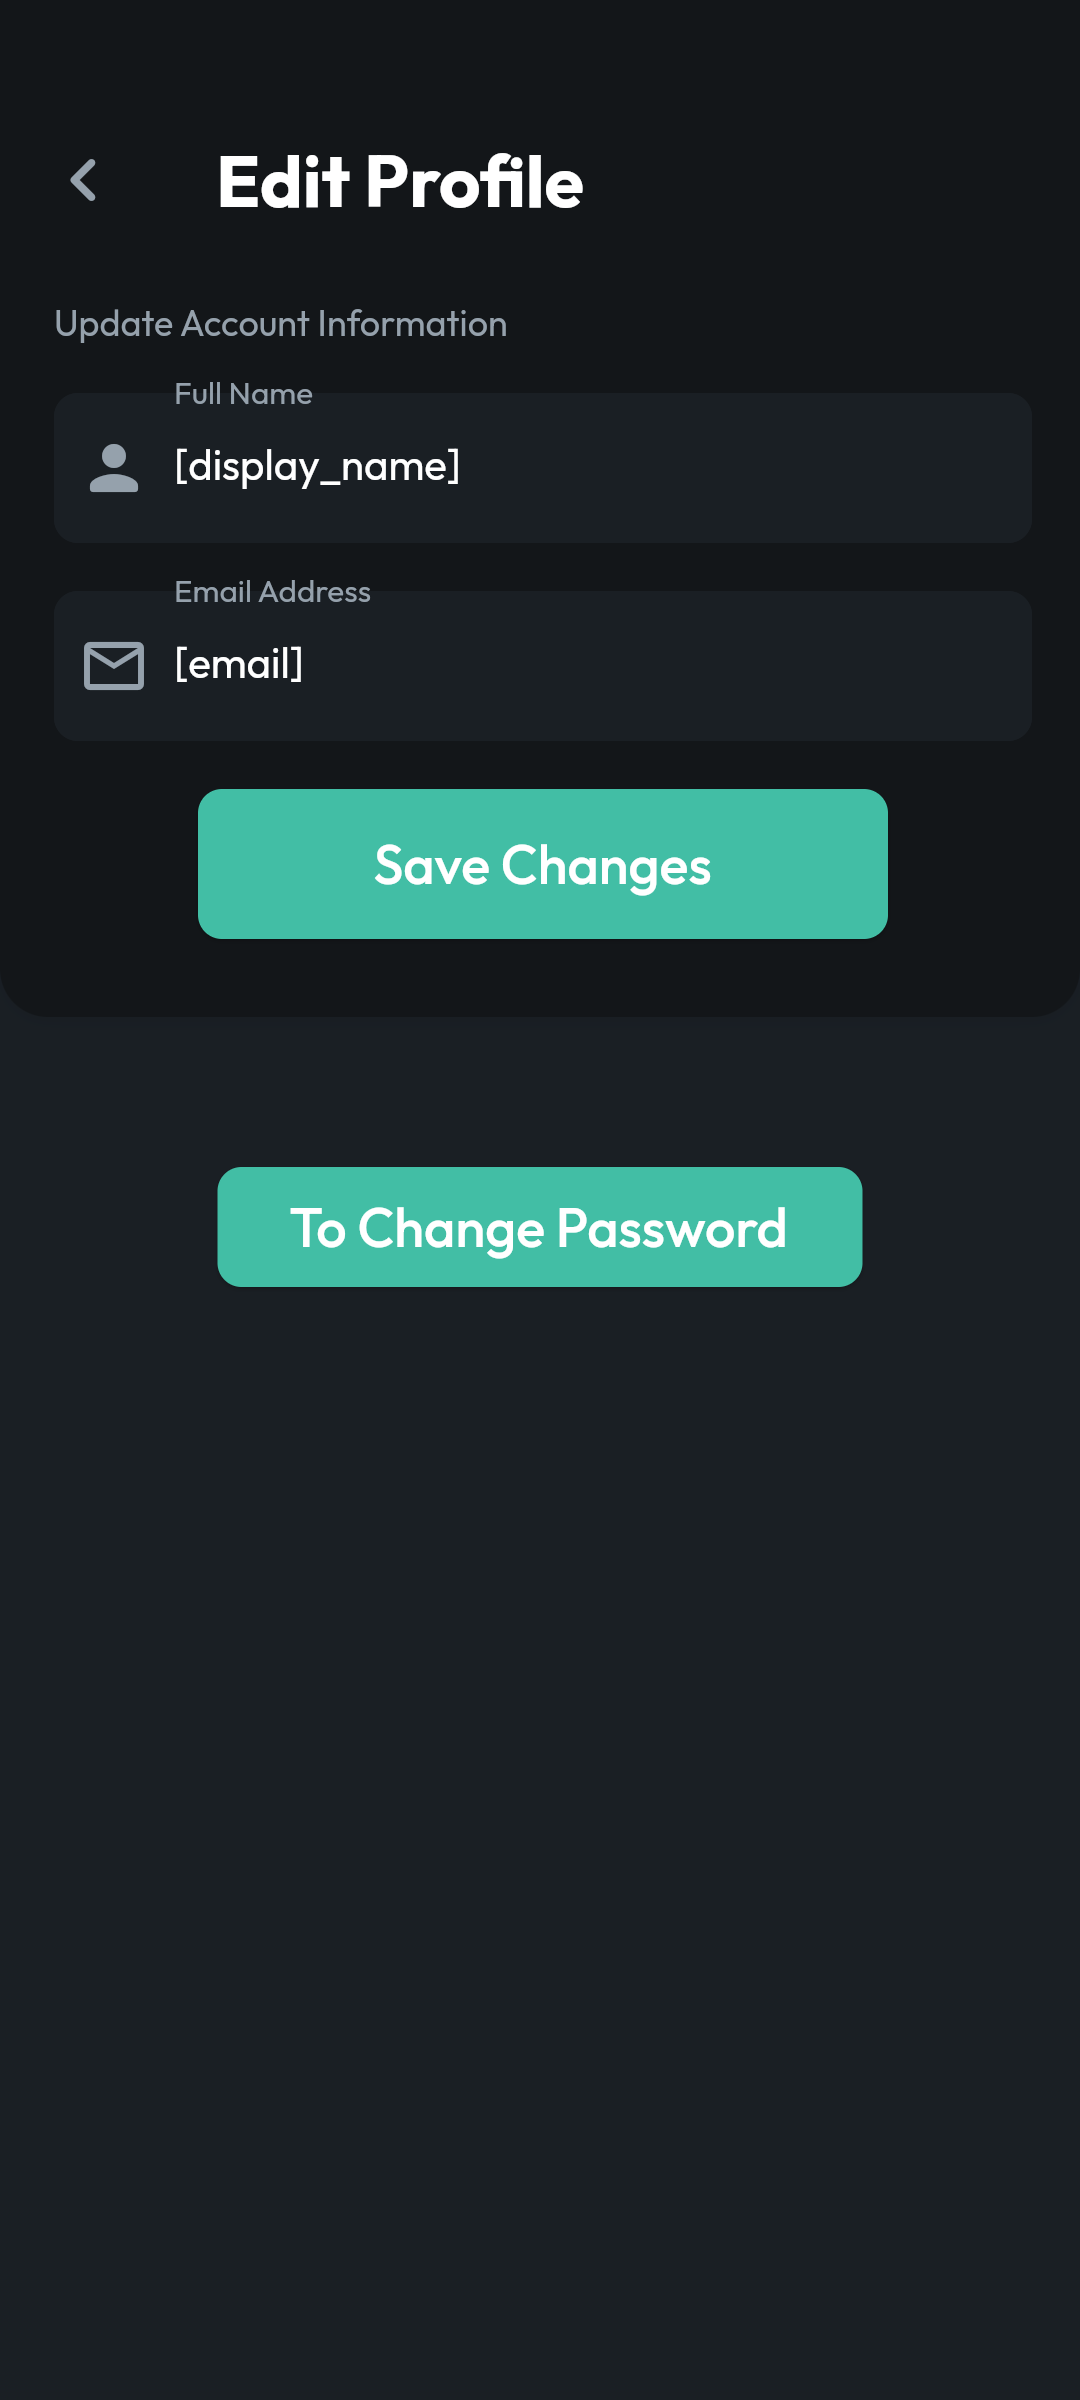 Edit Profile
Update Account Information
Full Name
[display_name]
Email Address
[email]
Save Changes
To Change Password